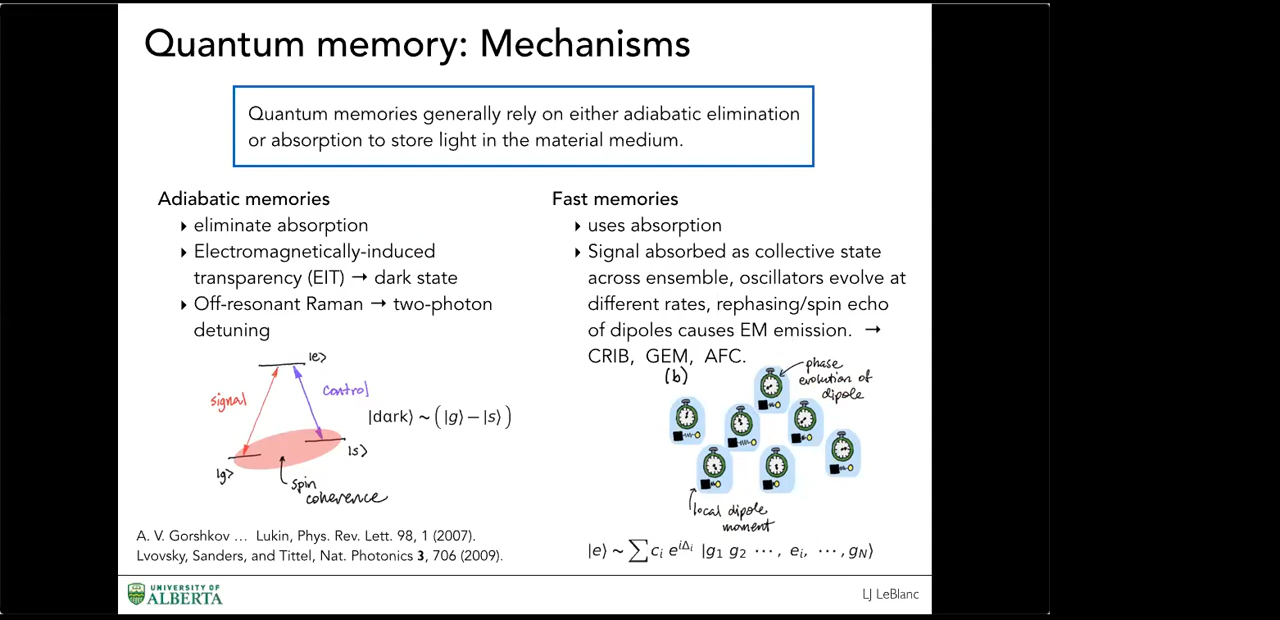 Quantum memory: Mechanisms
Quantum memories generally rely on either adiabatic elimination
or absorption to store light in the material medium.
Adiabatic memories
‣ eliminate absorption
‣ Electromagnetically-induced
transparency (EIT) → dark state
‣ Off-resonant Raman → two-photon
detuning
|e⟩
signal
control
|dark⟩ ~ (|g⟩ − |s⟩)
|s⟩
|g⟩
spin
coherence
A. V. Gorshkov … Lukin, Phys. Rev. Lett. 98, 1 (2007).
Lvovsky, Sanders, and Tittel, Nat. Photonics 3, 706 (2009).
Fast memories
‣ uses absorption
‣ Signal absorbed as collective state
across ensemble, oscillators evolve at
different rates, rephasing/spin echo
of dipoles causes EM emission. →
CRIB, GEM, AFC.
(b)
phase
evolution of
dipole
local dipole
moment
|e⟩ ~ ∑ cᵢ e^{iΔᵢ} |g₁ g₂ ⋯, eᵢ, ⋯, g_N⟩
UNIVERSITY OF
ALBERTA
LJ LeBlanc